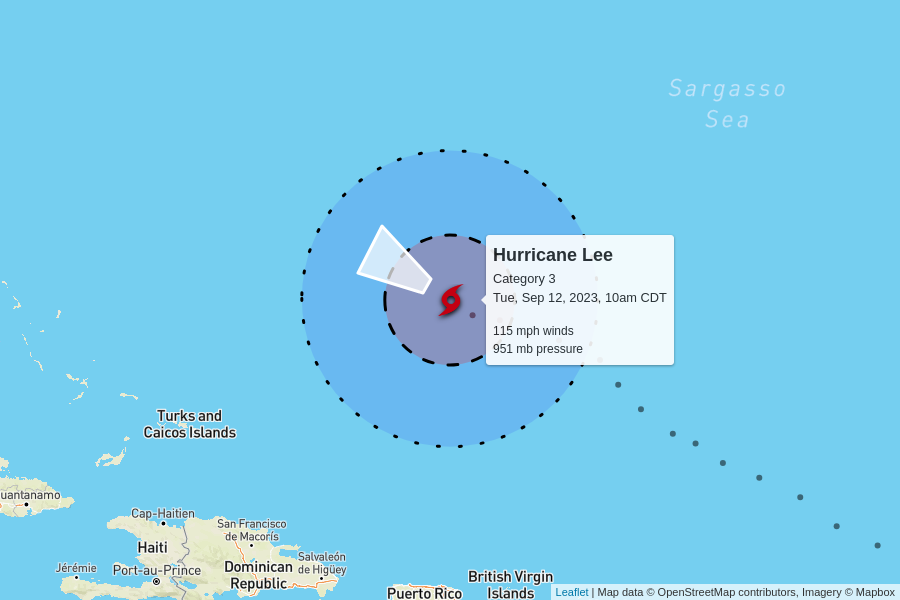 Sargasso
Sea
Hurricane Lee
Category 3
Tue, Sep 12, 2023, 10am CDT
115 mph winds
951 mb pressure
Turks and
Caicos Islands
uantanamo
Cap-Haitien
San Francisco
de Macorís
Haiti
Salvaleón
de Higüey
Jérémie
Port-au-Prince
Dominican
Republic
British Virgin
Islands
Puerto Rico
Leaflet | Map data © OpenStreetMap contributors, Imagery © Mapbox